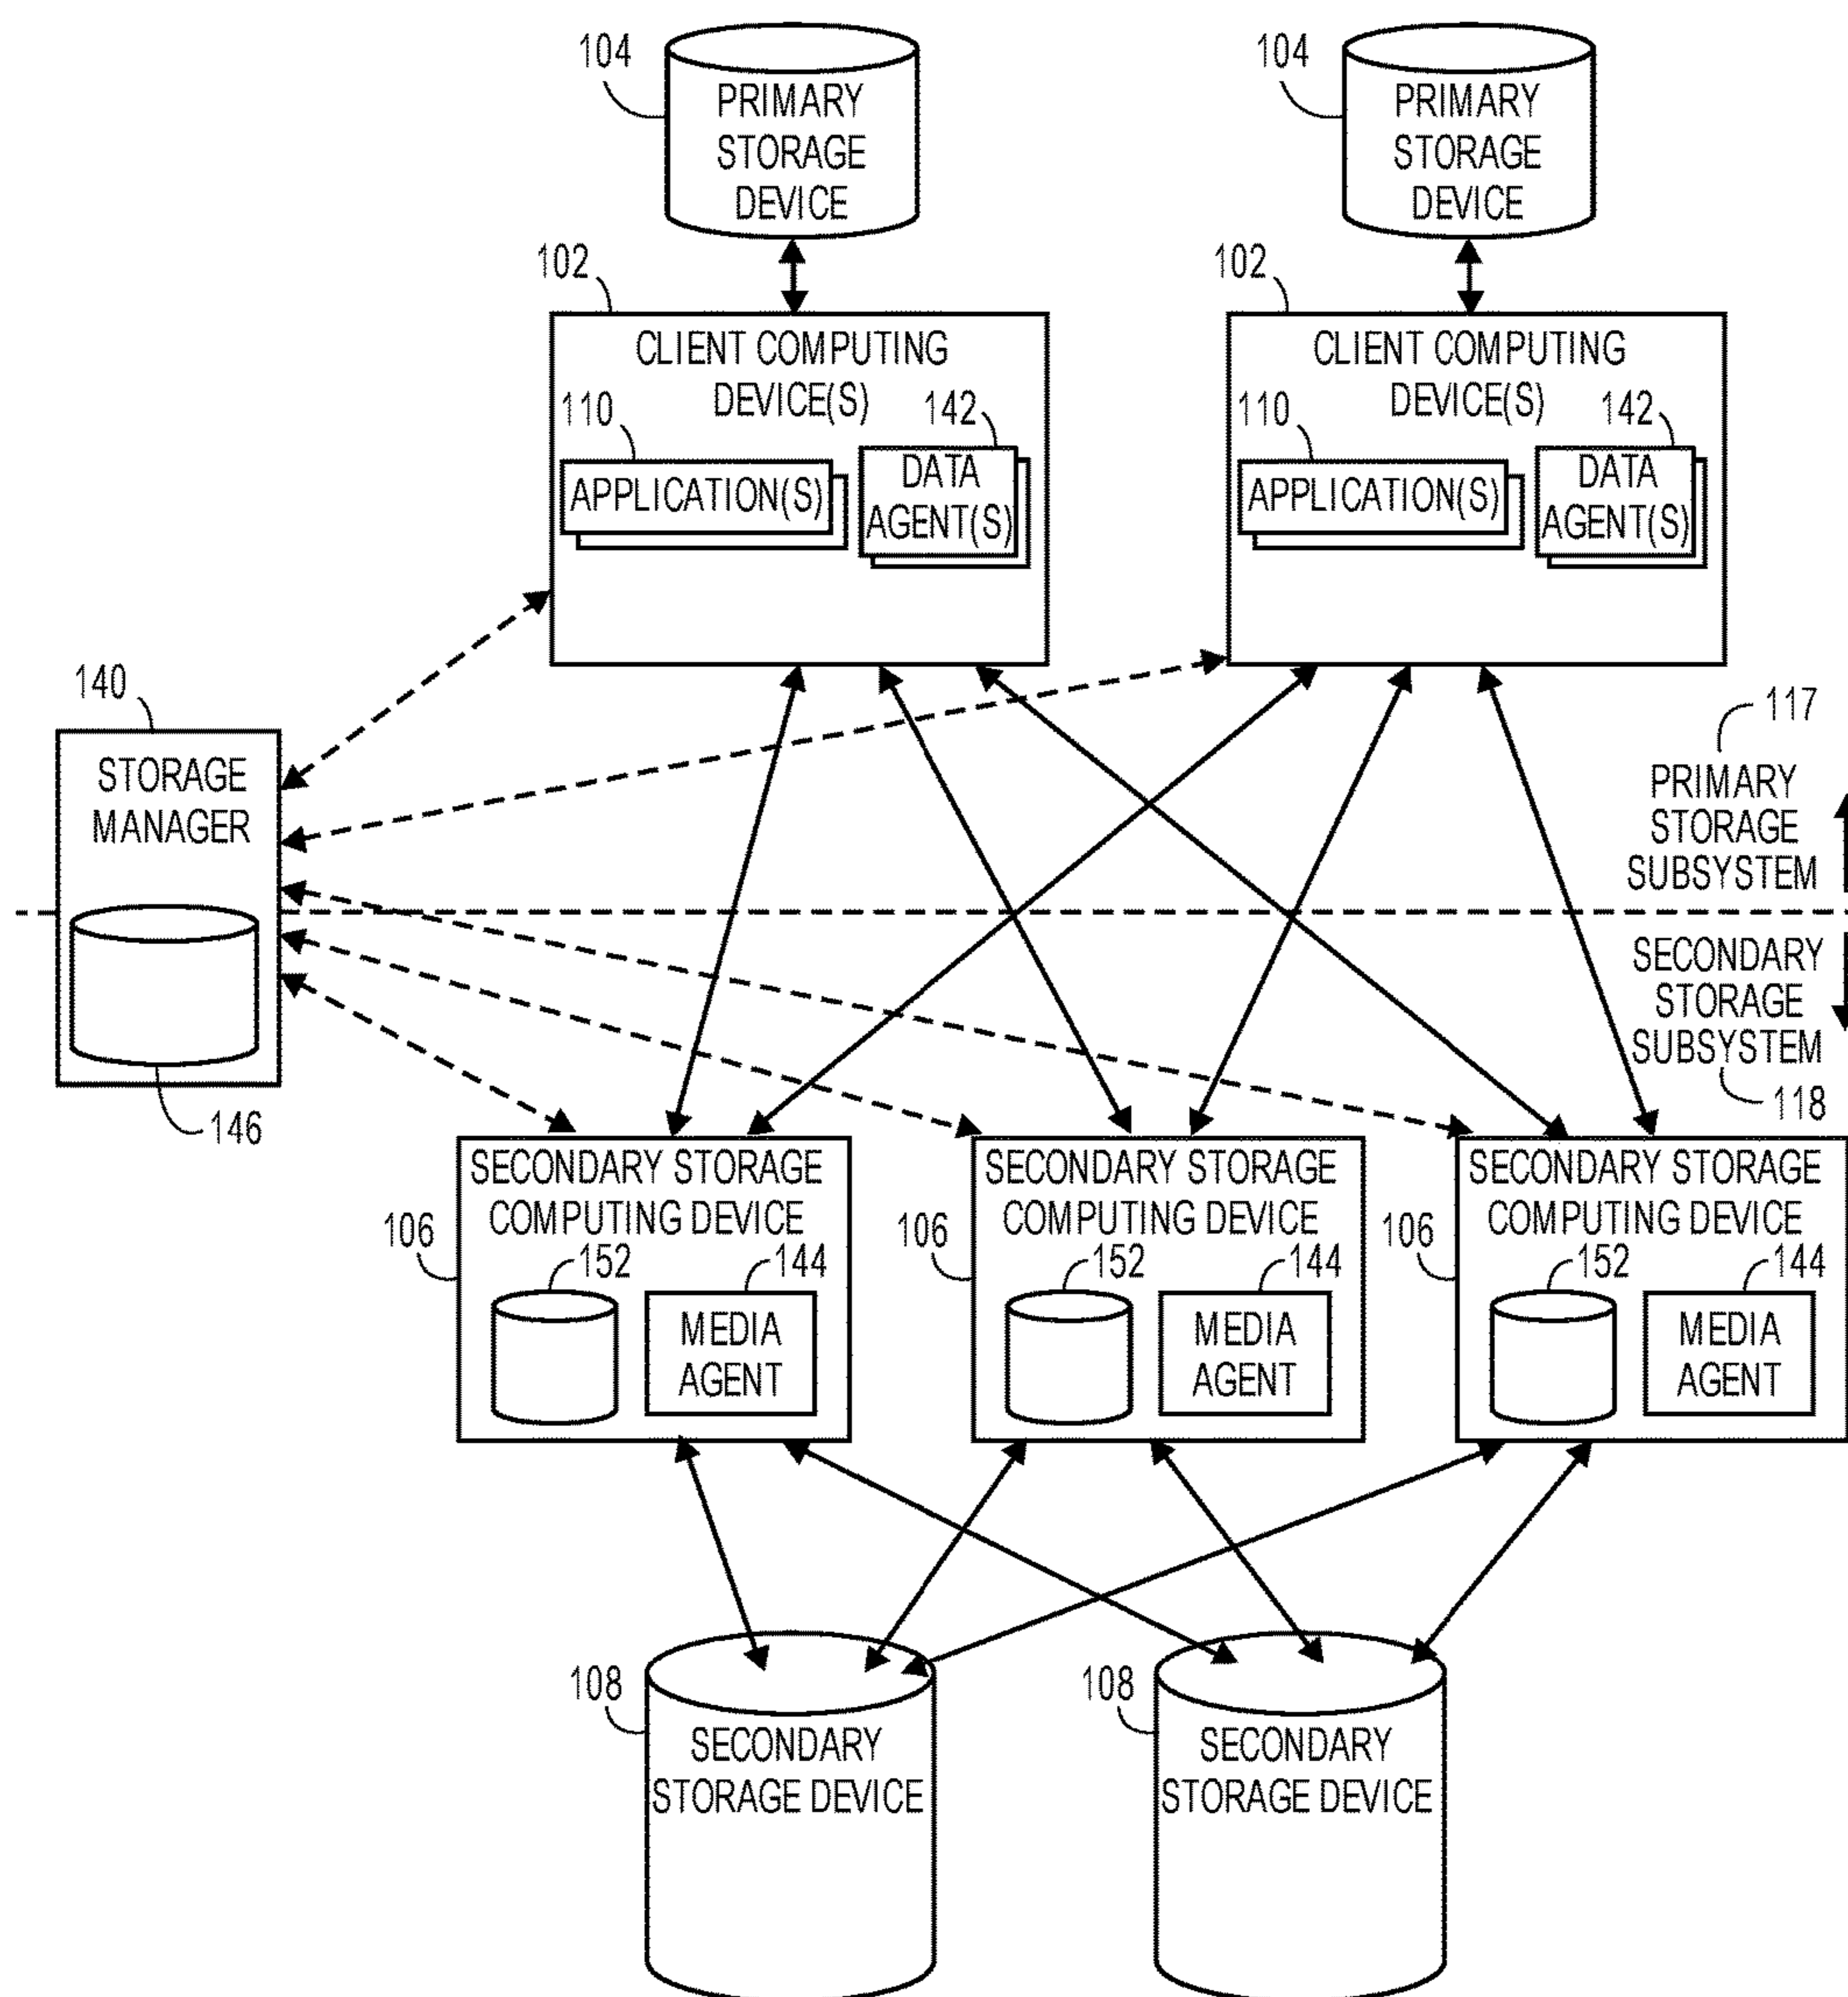 104
PRIMARY
STORAGE
DEVICE
104
PRIMARY
STORAGE
DEVICE
102
CLIENT COMPUTING
DEVICE(S)
110
142
APPLICATION(S)
DATA
AGENT(S)
102
CLIENT COMPUTING
DEVICE(S)
110
142
APPLICATION(S)
DATA
AGENT(S)
140
STORAGE
MANAGER
146
117
PRIMARY
STORAGE
SUBSYSTEM
SECONDARY
STORAGE
SUBSYSTEM
118
106
SECONDARY STORAGE
COMPUTING DEVICE
152
144
MEDIA
AGENT
106
SECONDARY STORAGE
COMPUTING DEVICE
152
144
MEDIA
AGENT
106
SECONDARY STORAGE
COMPUTING DEVICE
152
144
MEDIA
AGENT
108
SECONDARY
STORAGE DEVICE
108
SECONDARY
STORAGE DEVICE